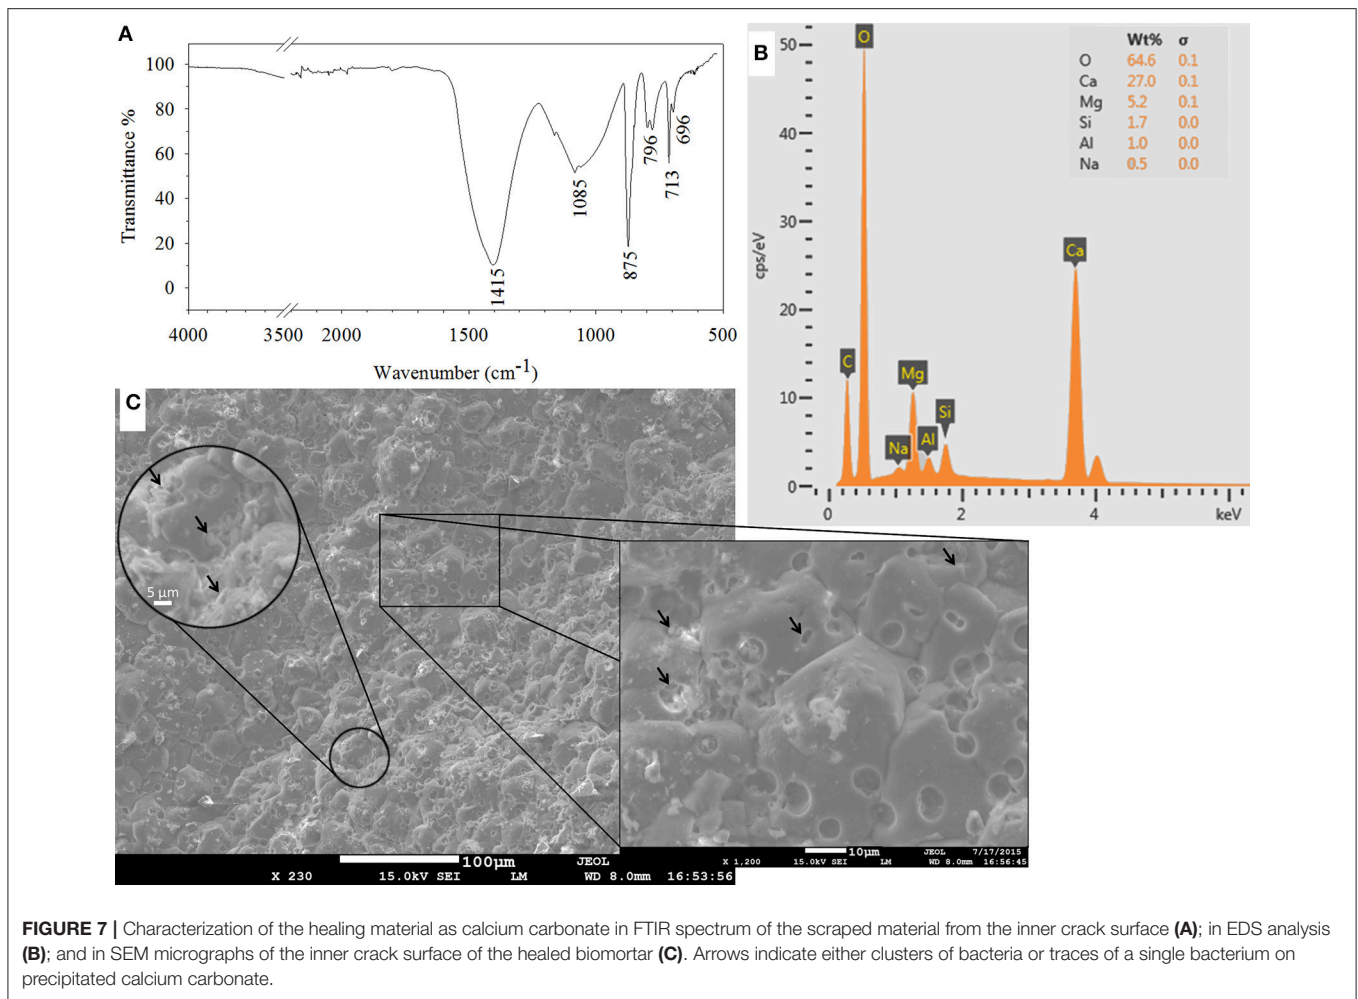 A
100
80
60
40
20
0
Transmittance %
1415
1085
875
796
713
696
4000
3500
2000
1500
1000
500
Wavenumber (cm-1)
B
50
40
30
20
10
0
cps/eV
O
C
Na
Mg
Al
Si
Ca
0
2
4
keV
Wt% σ
O 64.6 0.1
Ca 27.0 0.1
Mg 5.2 0.1
Si 1.7 0.0
Al 1.0 0.0
Na 0.5 0.0
C
5 µm
100µm JEOL
X 230 15.0kV SEI LM WD 8.0mm 16:53:56
10µm JEOL 7/17/2015
X 1,200 15.0kV SEI LM WD 8.0mm 16:56:45
FIGURE 7 | Characterization of the healing material as calcium carbonate in FTIR spectrum of the scraped material from the inner crack surface (A); in EDS analysis
(B); and in SEM micrographs of the inner crack surface of the healed biomortar (C). Arrows indicate either clusters of bacteria or traces of a single bacterium on
precipitated calcium carbonate.